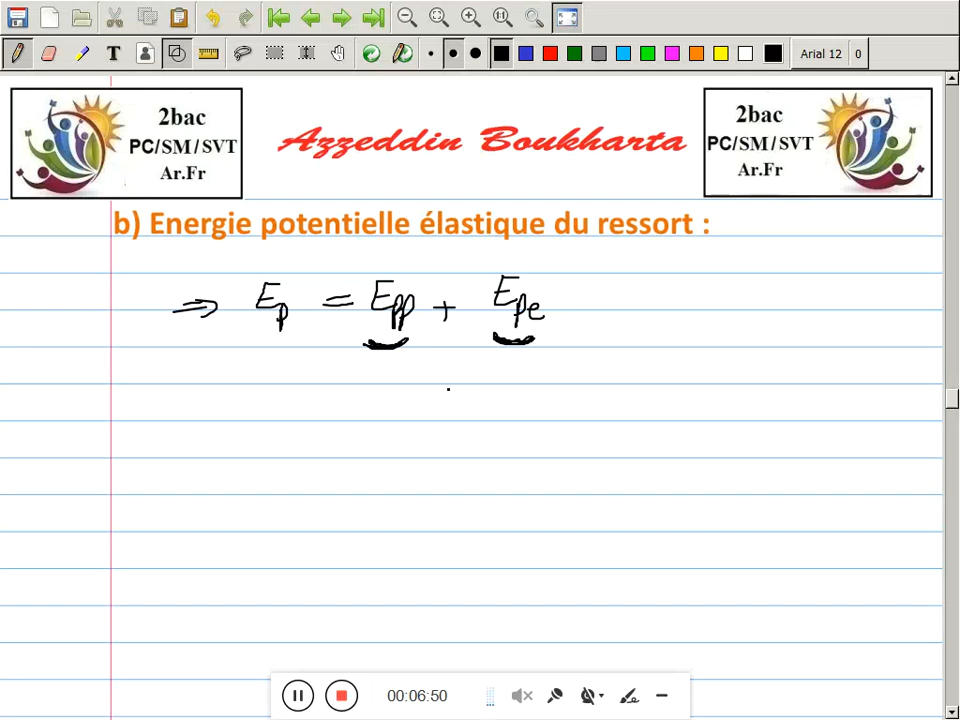 Arial 12 0
2bac
PC/SM/SVT
Ar.Fr
Azzeddin Boukharta
2bac
PC/SM/SVT
Ar.Fr
b) Energie potentielle élastique du ressort :
⇒ Ep = Epp + Epe
00:06:50